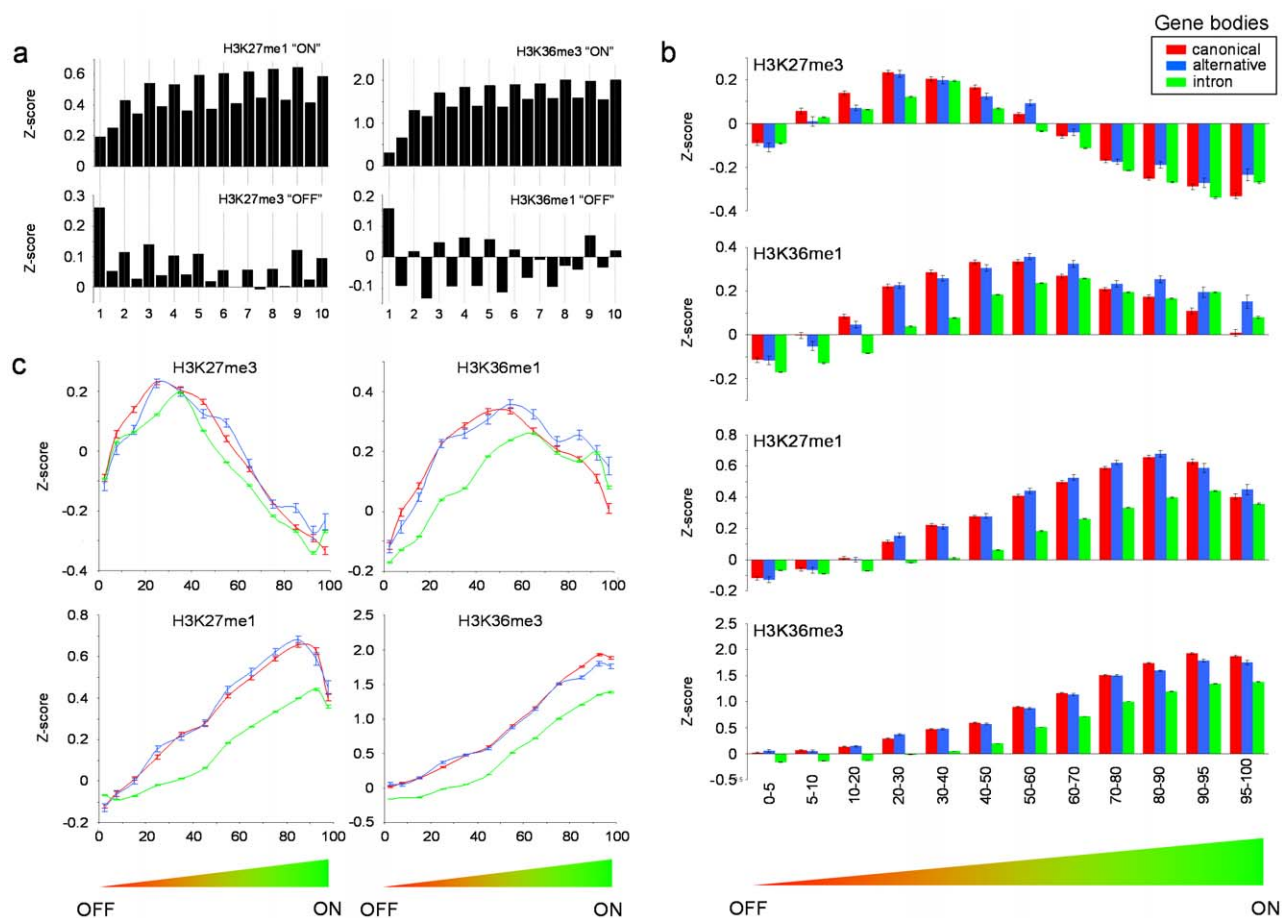 a
H3K27me1 "ON"
0.6
0.4
0.2
0
Z-score
H3K36me3 "ON"
2.0
1.0
0
H3K27me3 "OFF"
0.3
0.2
0.1
0
Z-score
1 2 3 4 5 6 7 8 9 10
H3K36me1 "OFF"
0.2
0.1
0
-0.1
1 2 3 4 5 6 7 8 9 10
b
Gene bodies
canonical
alternative
intron
H3K27me3
0.2
0
-0.2
-0.4
Z-score
H3K36me1
0.4
0.2
0
-0.2
Z-score
H3K27me1
0.8
0.6
0.4
0.2
0
-0.2
Z-score
H3K36me3
2.0
1.5
1.0
0.5
0
-0.5
Z-score
0-5 5-10 10-20 20-30 30-40 40-50 50-60 60-70 70-80 80-90 90-95 95-100
OFF ON
c
H3K27me3
0.2
0
-0.2
-0.4
Z-score
0 20 40 60 80 100
H3K36me1
0.4
0.2
0
-0.2
0 20 40 60 80 100
H3K27me1
0.8
0.6
0.4
0.2
0
-0.2
Z-score
0 20 40 60 80 100
H3K36me3
2.5
2.0
1.5
1.0
0.5
0
-0.5
0 20 40 60 80 100
OFF ON
OFF ON